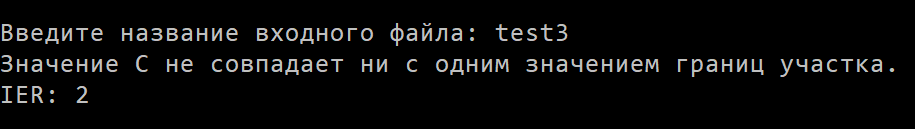 Введите название входного файла: test3
Значение C не совпадает ни с одним значением границ участка.
IER: 2